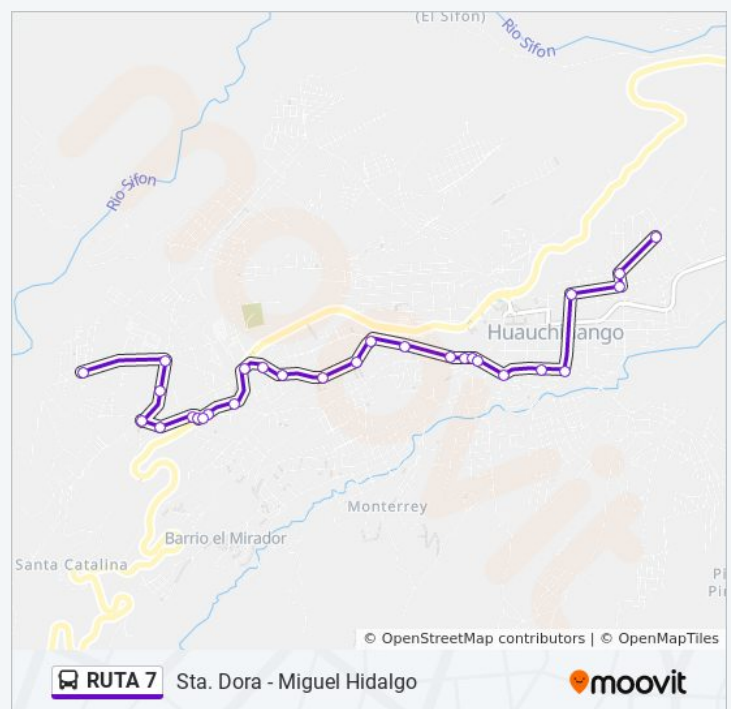 (El Sifon)
Rio Sifon
Rio Sifon
Huauchinango
Monterrey
Barrio el Mirador
Santa Catalina
© OpenStreetMap contributors | © OpenMapTiles
RUTA 7
Sta. Dora - Miguel Hidalgo
moovit
moovit